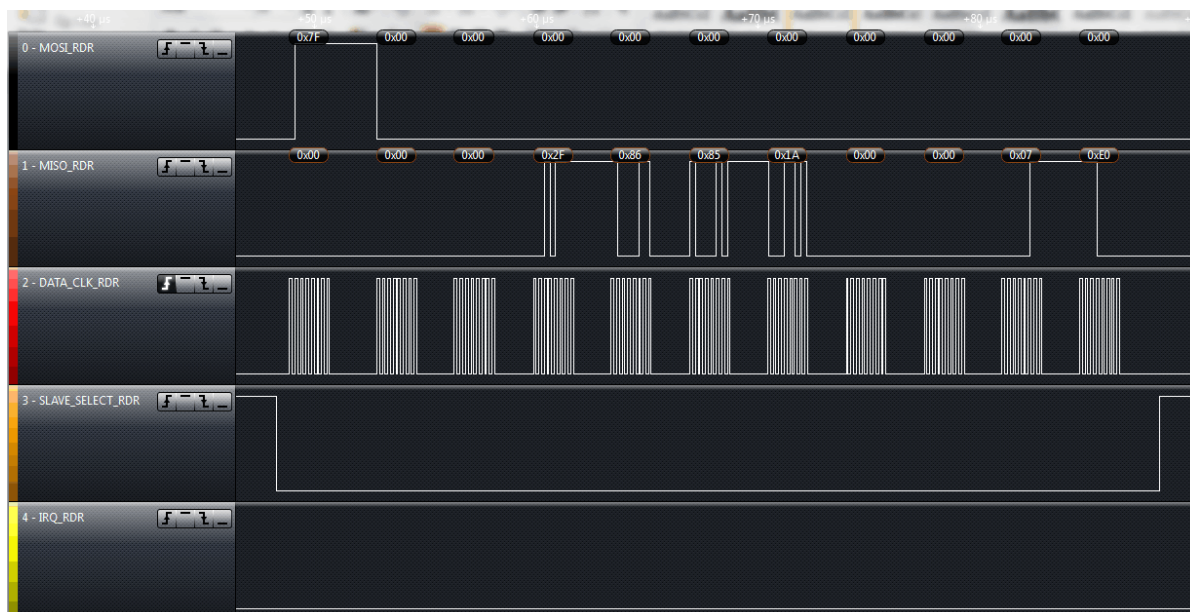 +40 µs +50 µs +60 µs +70 µs +80 µs
0 - MOSI_RDR
0x7F 0x00 0x00 0x00 0x00 0x00 0x00 0x00 0x00 0x00 0x00
1 - MISO_RDR
0x00 0x00 0x00 0x2F 0x86 0x85 0x1A 0x00 0x00 0x07 0xE0
2 - DATA_CLK_RDR
3 - SLAVE_SELECT_RDR
4 - IRQ_RDR